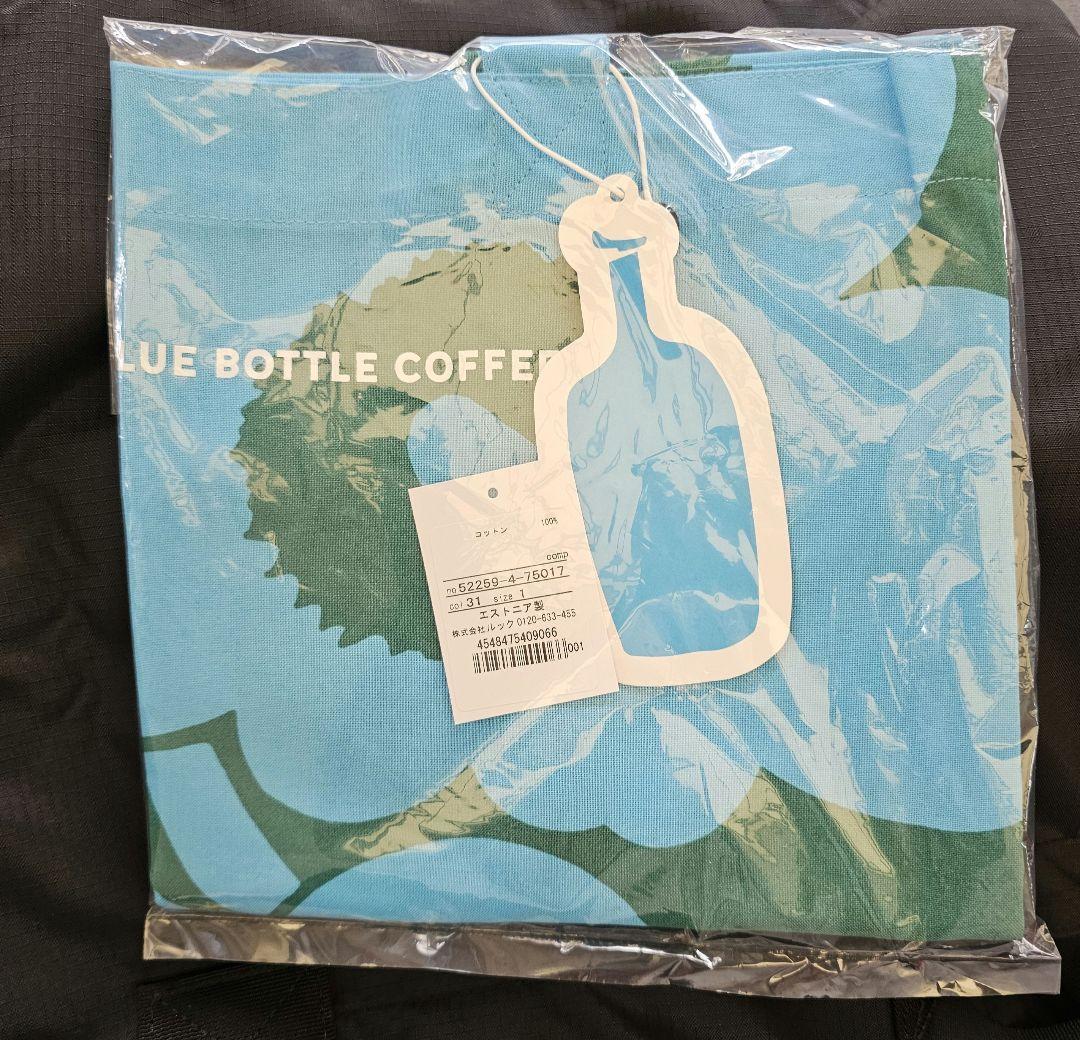 LUE BOTTLE COFFEE
コットン 100%
comp
no 52259-4-75017
col 31 size 1
エストニア製
株式会社ルック 0120-633-455
4548475409066
001